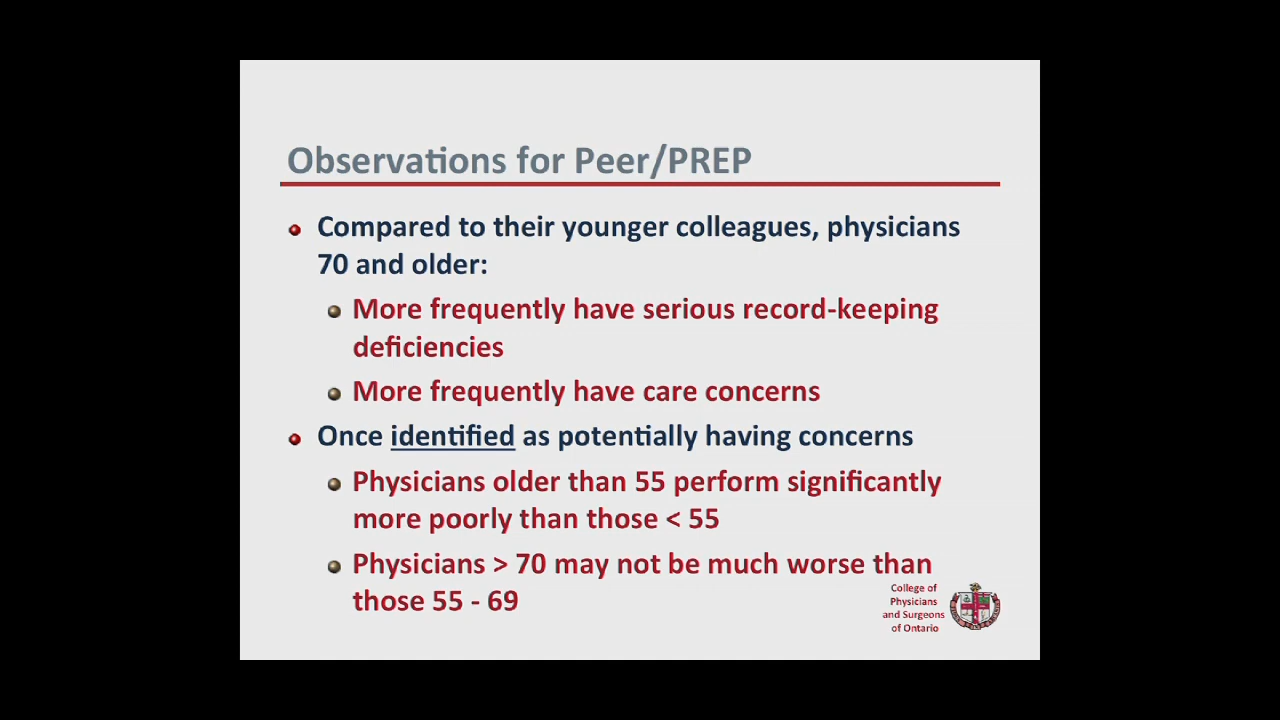 Observations for Peer/PREP
Compared to their younger colleagues, physicians
70 and older:
More frequently have serious record-keeping
deficiencies
More frequently have care concerns
Once identified as potentially having concerns
Physicians older than 55 perform significantly
more poorly than those < 55
Physicians > 70 may not be much worse than
those 55 - 69
College of
Physicians
and Surgeons
of Ontario